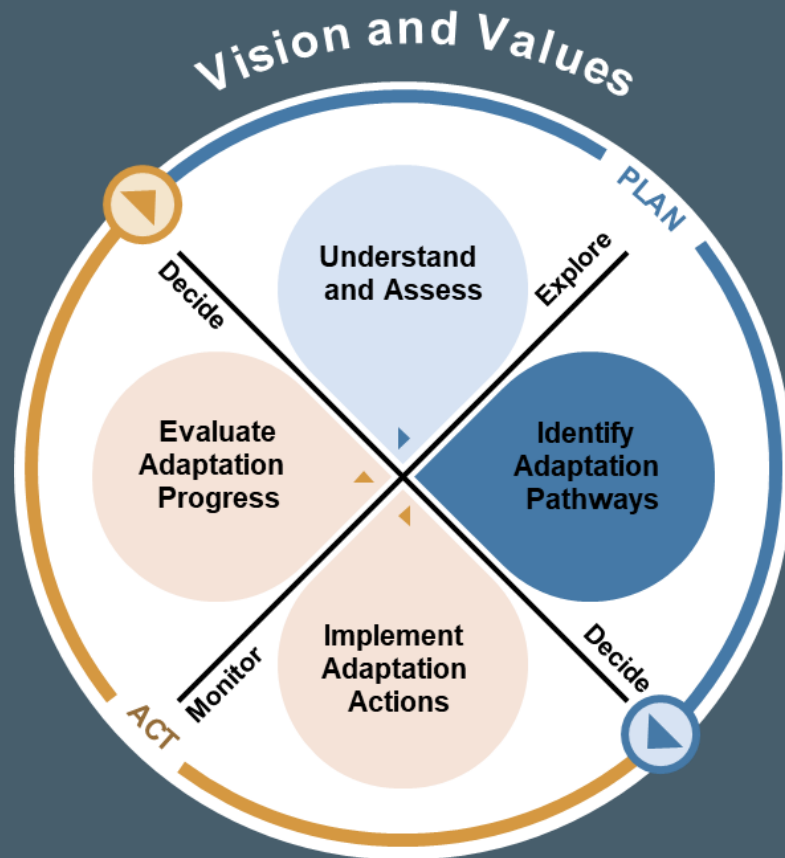 Vision and Values
PLAN
Decide
Understand
and Assess
Explore
Evaluate
Adaptation
Progress
Identify
Adaptation
Pathways
Implement
Adaptation
Actions
Monitor
Decide
ACT